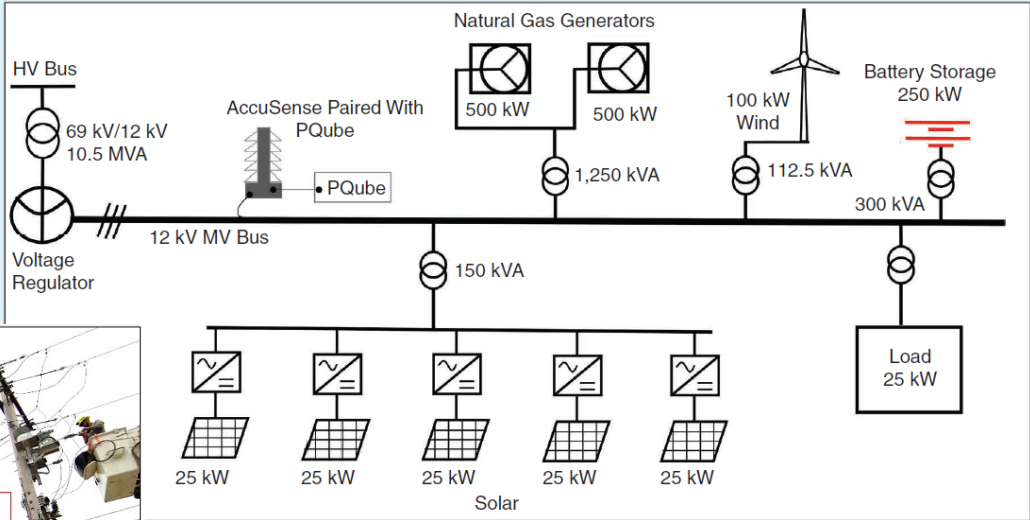 Natural Gas Generators
HV Bus
69 kV/12 kV
10.5 MVA
AccuSense Paired With
PQube
PQube
500 kW
500 kW
1,250 kVA
100 kW
Wind
112.5 kVA
Battery Storage
250 kW
300 kVA
12 kV MV Bus
Voltage
Regulator
150 kVA
Load
25 kW
25 kW
25 kW
25 kW
25 kW
25 kW
Solar